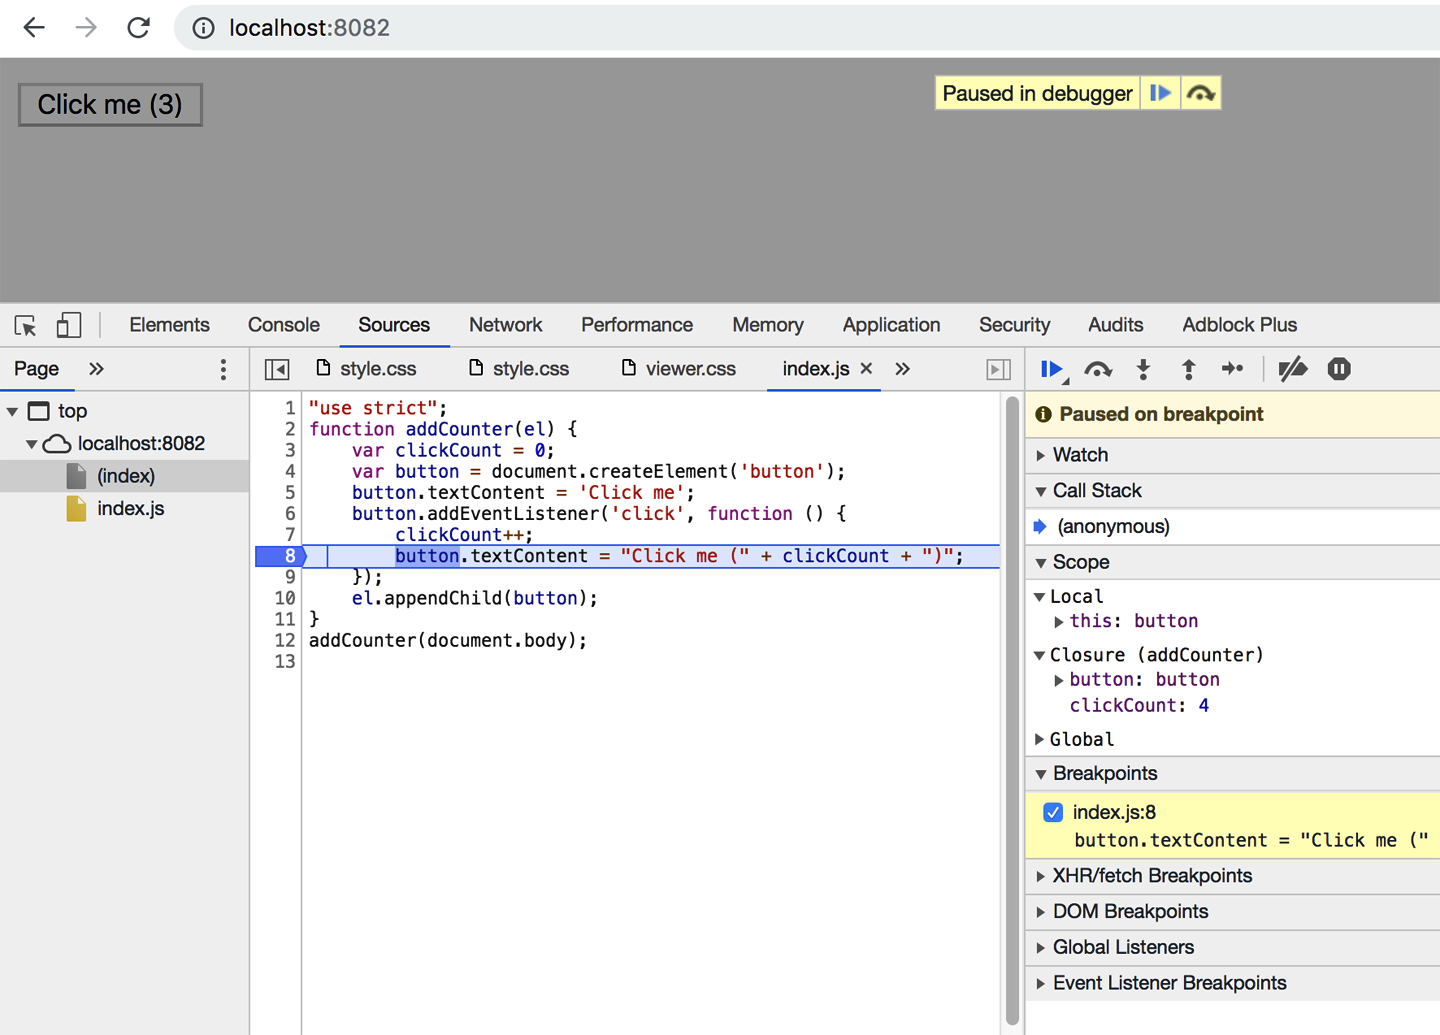 localhost:8082
Click me (3)
Paused in debugger
Elements Console Sources Network Performance Memory Application Security Audits Adblock Plus
Page
style.css style.css viewer.css index.js
top
localhost:8082
(index)
index.js
1 "use strict";
2 function addCounter(el) {
3 var clickCount = 0;
4 var button = document.createElement('button');
5 button.textContent = 'Click me';
6 button.addEventListener('click', function () {
7 clickCount++;
8 button.textContent = "Click me (" + clickCount + ")";
9 });
10 el.appendChild(button);
11 }
12 addCounter(document.body);
13
Paused on breakpoint
Watch
Call Stack
(anonymous)
Scope
Local
this: button
Closure (addCounter)
button: button
clickCount: 4
Global
Breakpoints
index.js:8
button.textContent = "Click me ("
XHR/fetch Breakpoints
DOM Breakpoints
Global Listeners
Event Listener Breakpoints